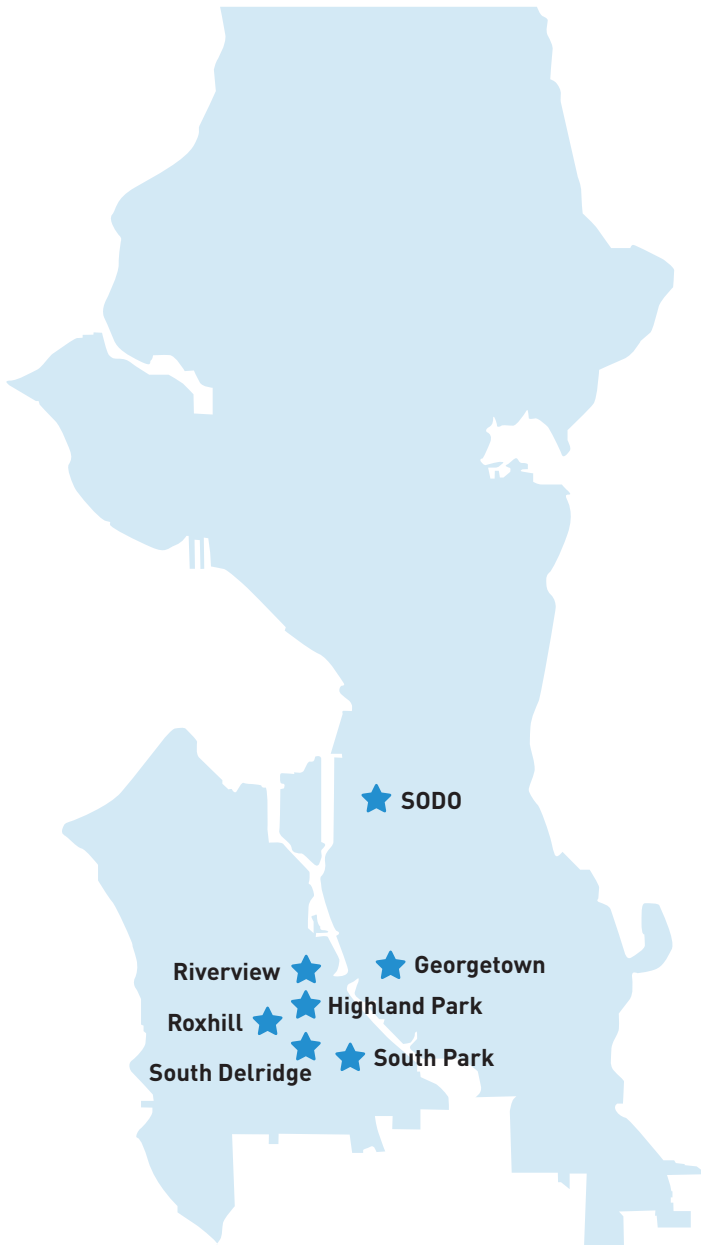 SODO
Georgetown
Riverview
Highland Park
Roxhill
South Park
South Delridge